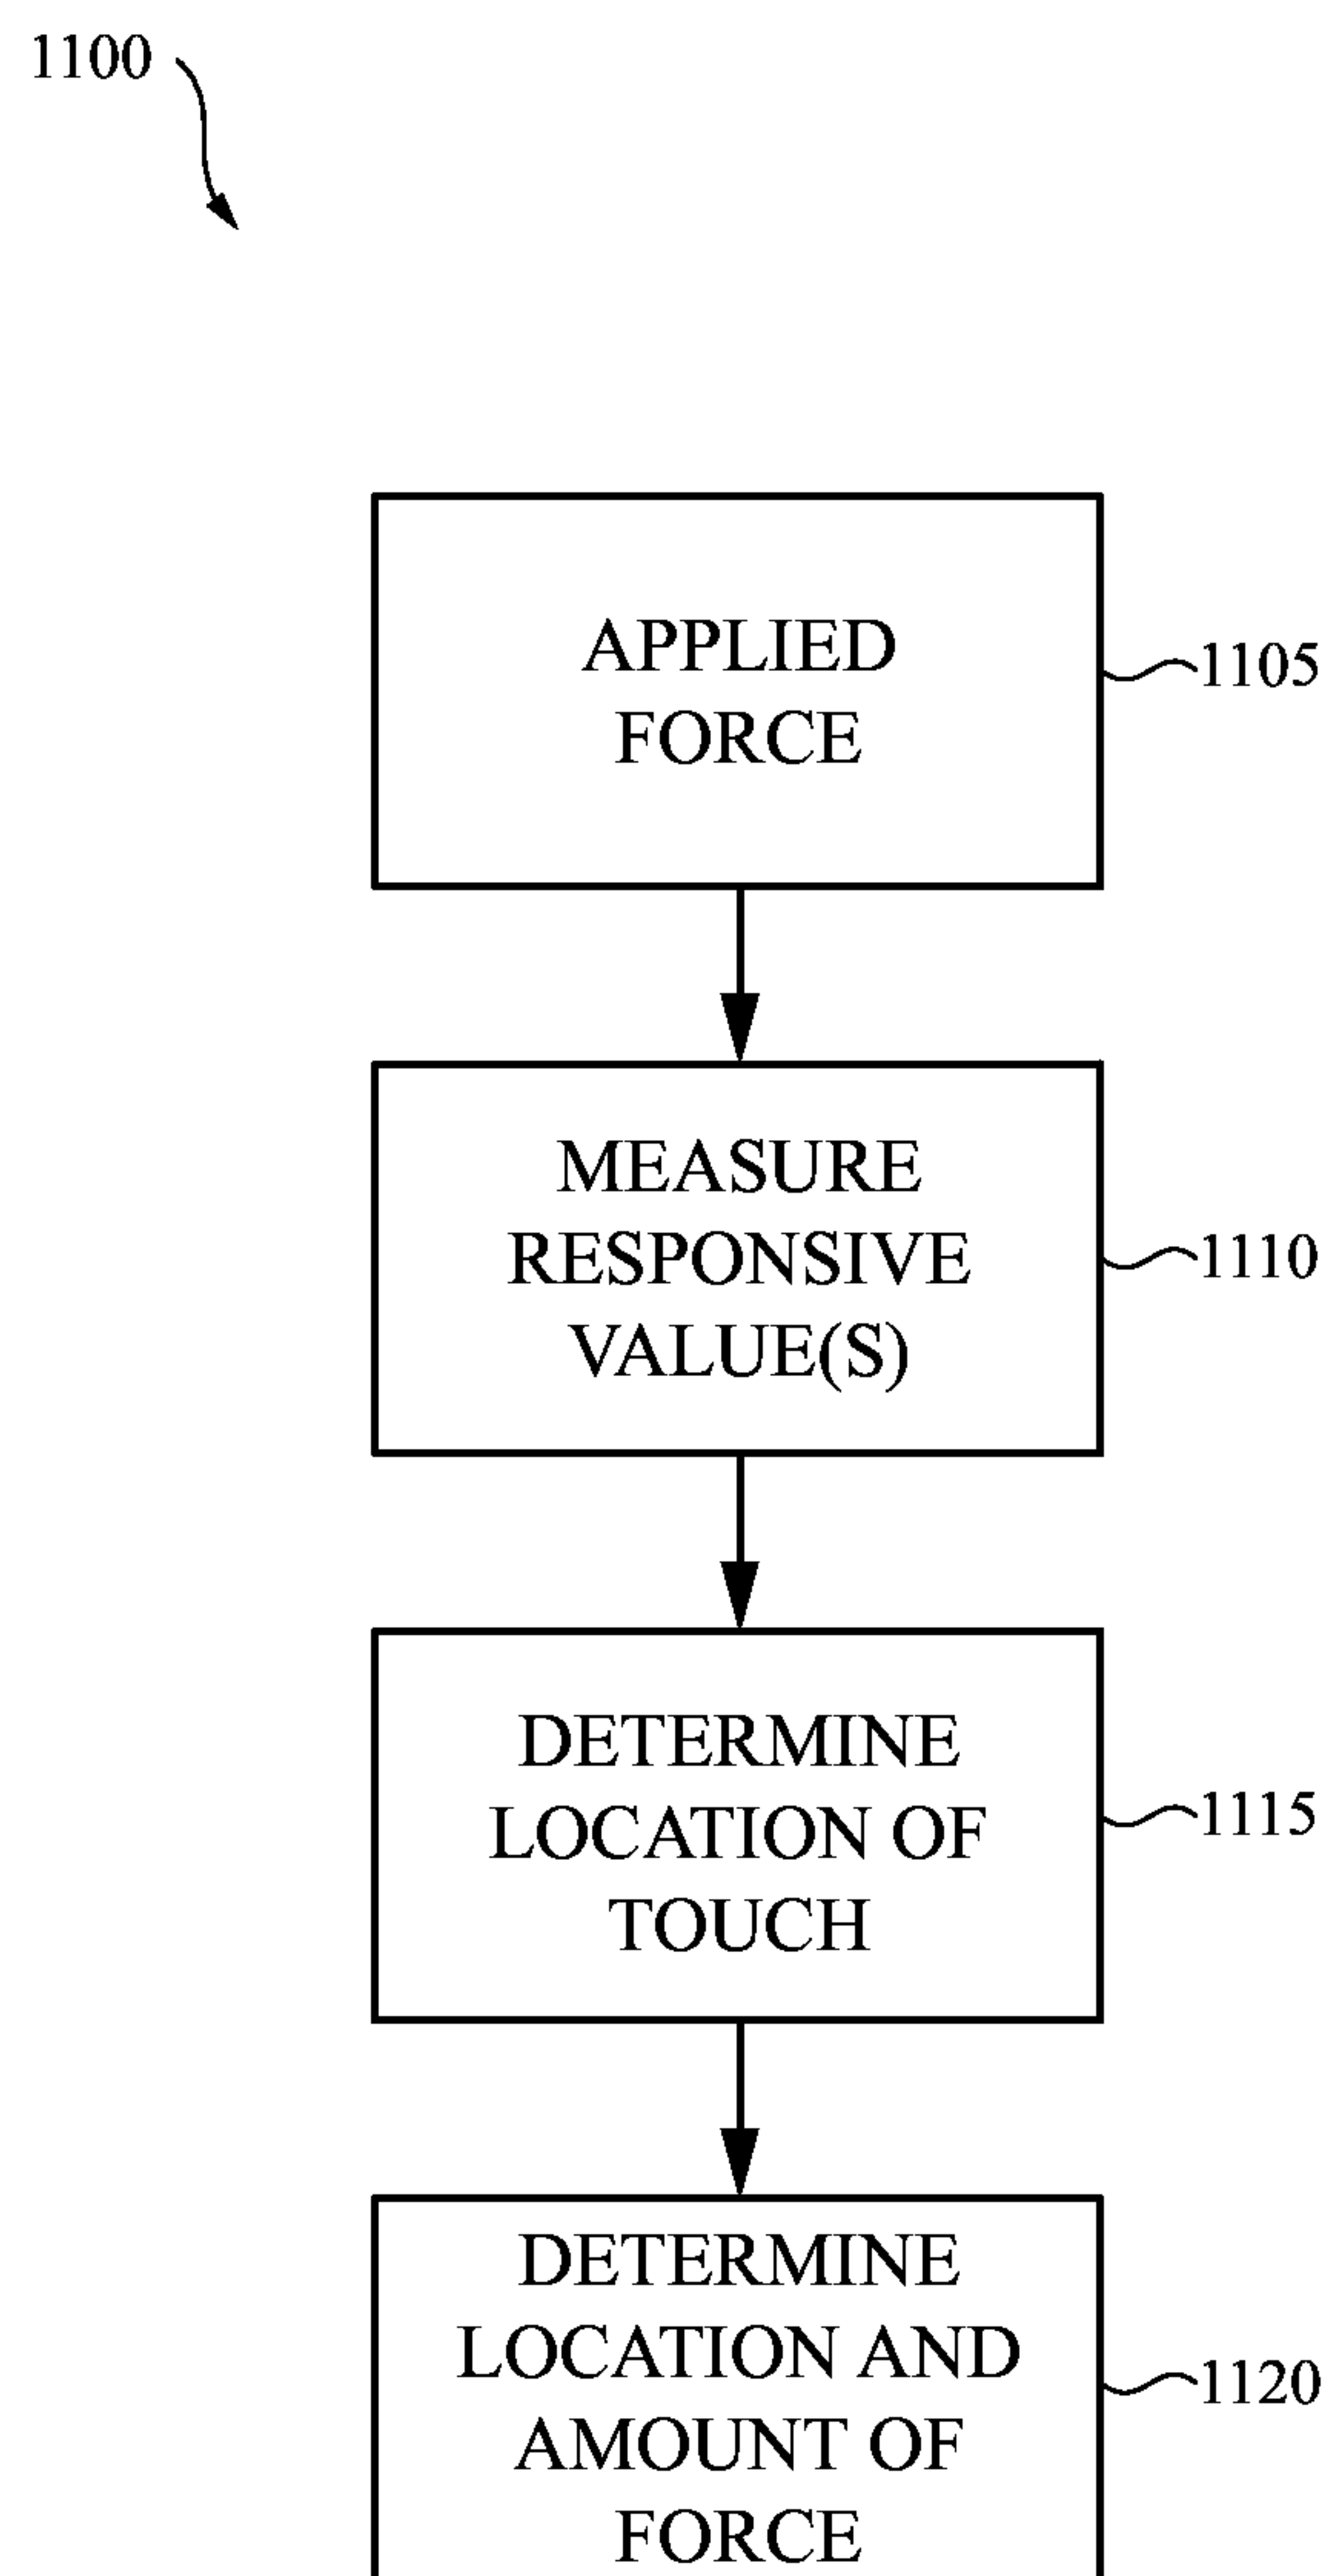 1100
APPLIED
FORCE
1105
MEASURE
RESPONSIVE
VALUE(S)
1110
DETERMINE
LOCATION OF
TOUCH
1115
DETERMINE
LOCATION AND
AMOUNT OF
FORCE
1120